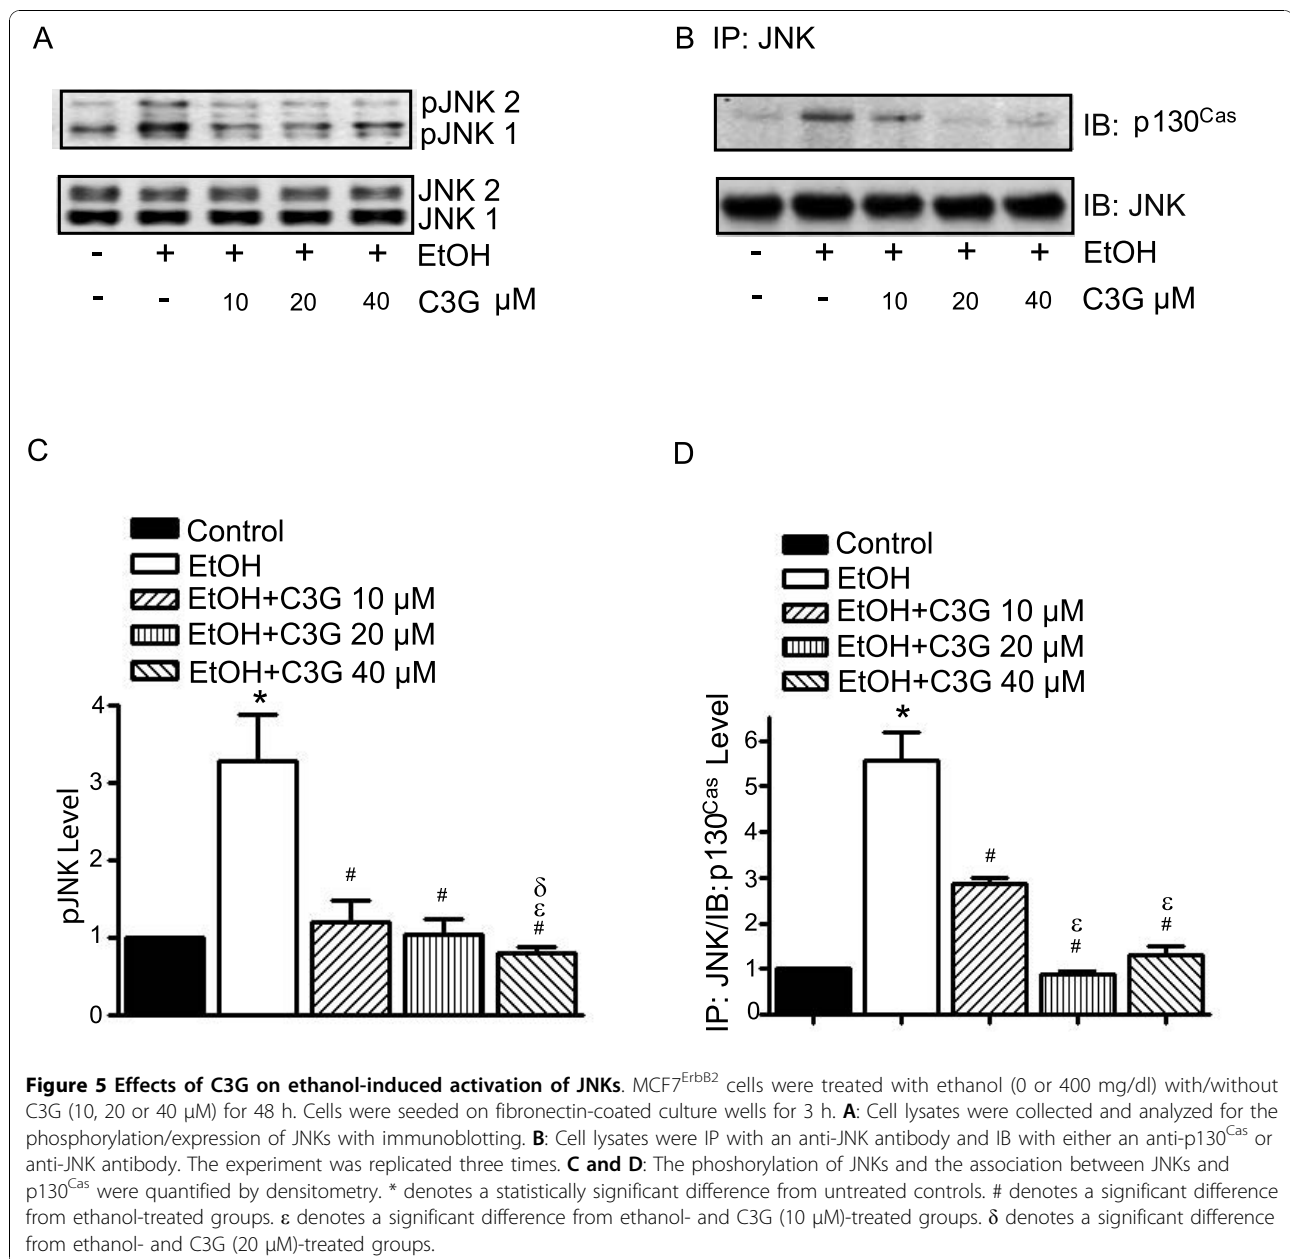 A
pJNK 2
pJNK 1
JNK 2
JNK 1
- + + + + EtOH
- - 10 20 40 C3G µM
B IP: JNK
IB: p130Cas
IB: JNK
- + + + + EtOH
- - 10 20 40 C3G µM
C
Control
EtOH
EtOH+C3G 10 µM
EtOH+C3G 20 µM
EtOH+C3G 40 µM
pJNK Level
4
3
2
1
0
*
#
#
δ
ε
#
D
Control
EtOH
EtOH+C3G 10 µM
EtOH+C3G 20 µM
EtOH+C3G 40 µM
IP: JNK/IB:p130Cas Level
6
5
4
3
2
1
0
*
#
ε
#
ε
#
Figure 5 Effects of C3G on ethanol-induced activation of JNKs. MCF7ErbB2 cells were treated with ethanol (0 or 400 mg/dl) with/without
C3G (10, 20 or 40 µM) for 48 h. Cells were seeded on fibronectin-coated culture wells for 3 h. A: Cell lysates were collected and analyzed for the
phosphorylation/expression of JNKs with immunoblotting. B: Cell lysates were IP with an anti-JNK antibody and IB with either an anti-p130Cas or
anti-JNK antibody. The experiment was replicated three times. C and D: The phoshorylation of JNKs and the association between JNKs and
p130Cas were quantified by densitometry. * denotes a statistically significant difference from untreated controls. # denotes a significant difference
from ethanol-treated groups. ε denotes a significant difference from ethanol- and C3G (10 µM)-treated groups. δ denotes a significant difference
from ethanol- and C3G (20 µM)-treated groups.